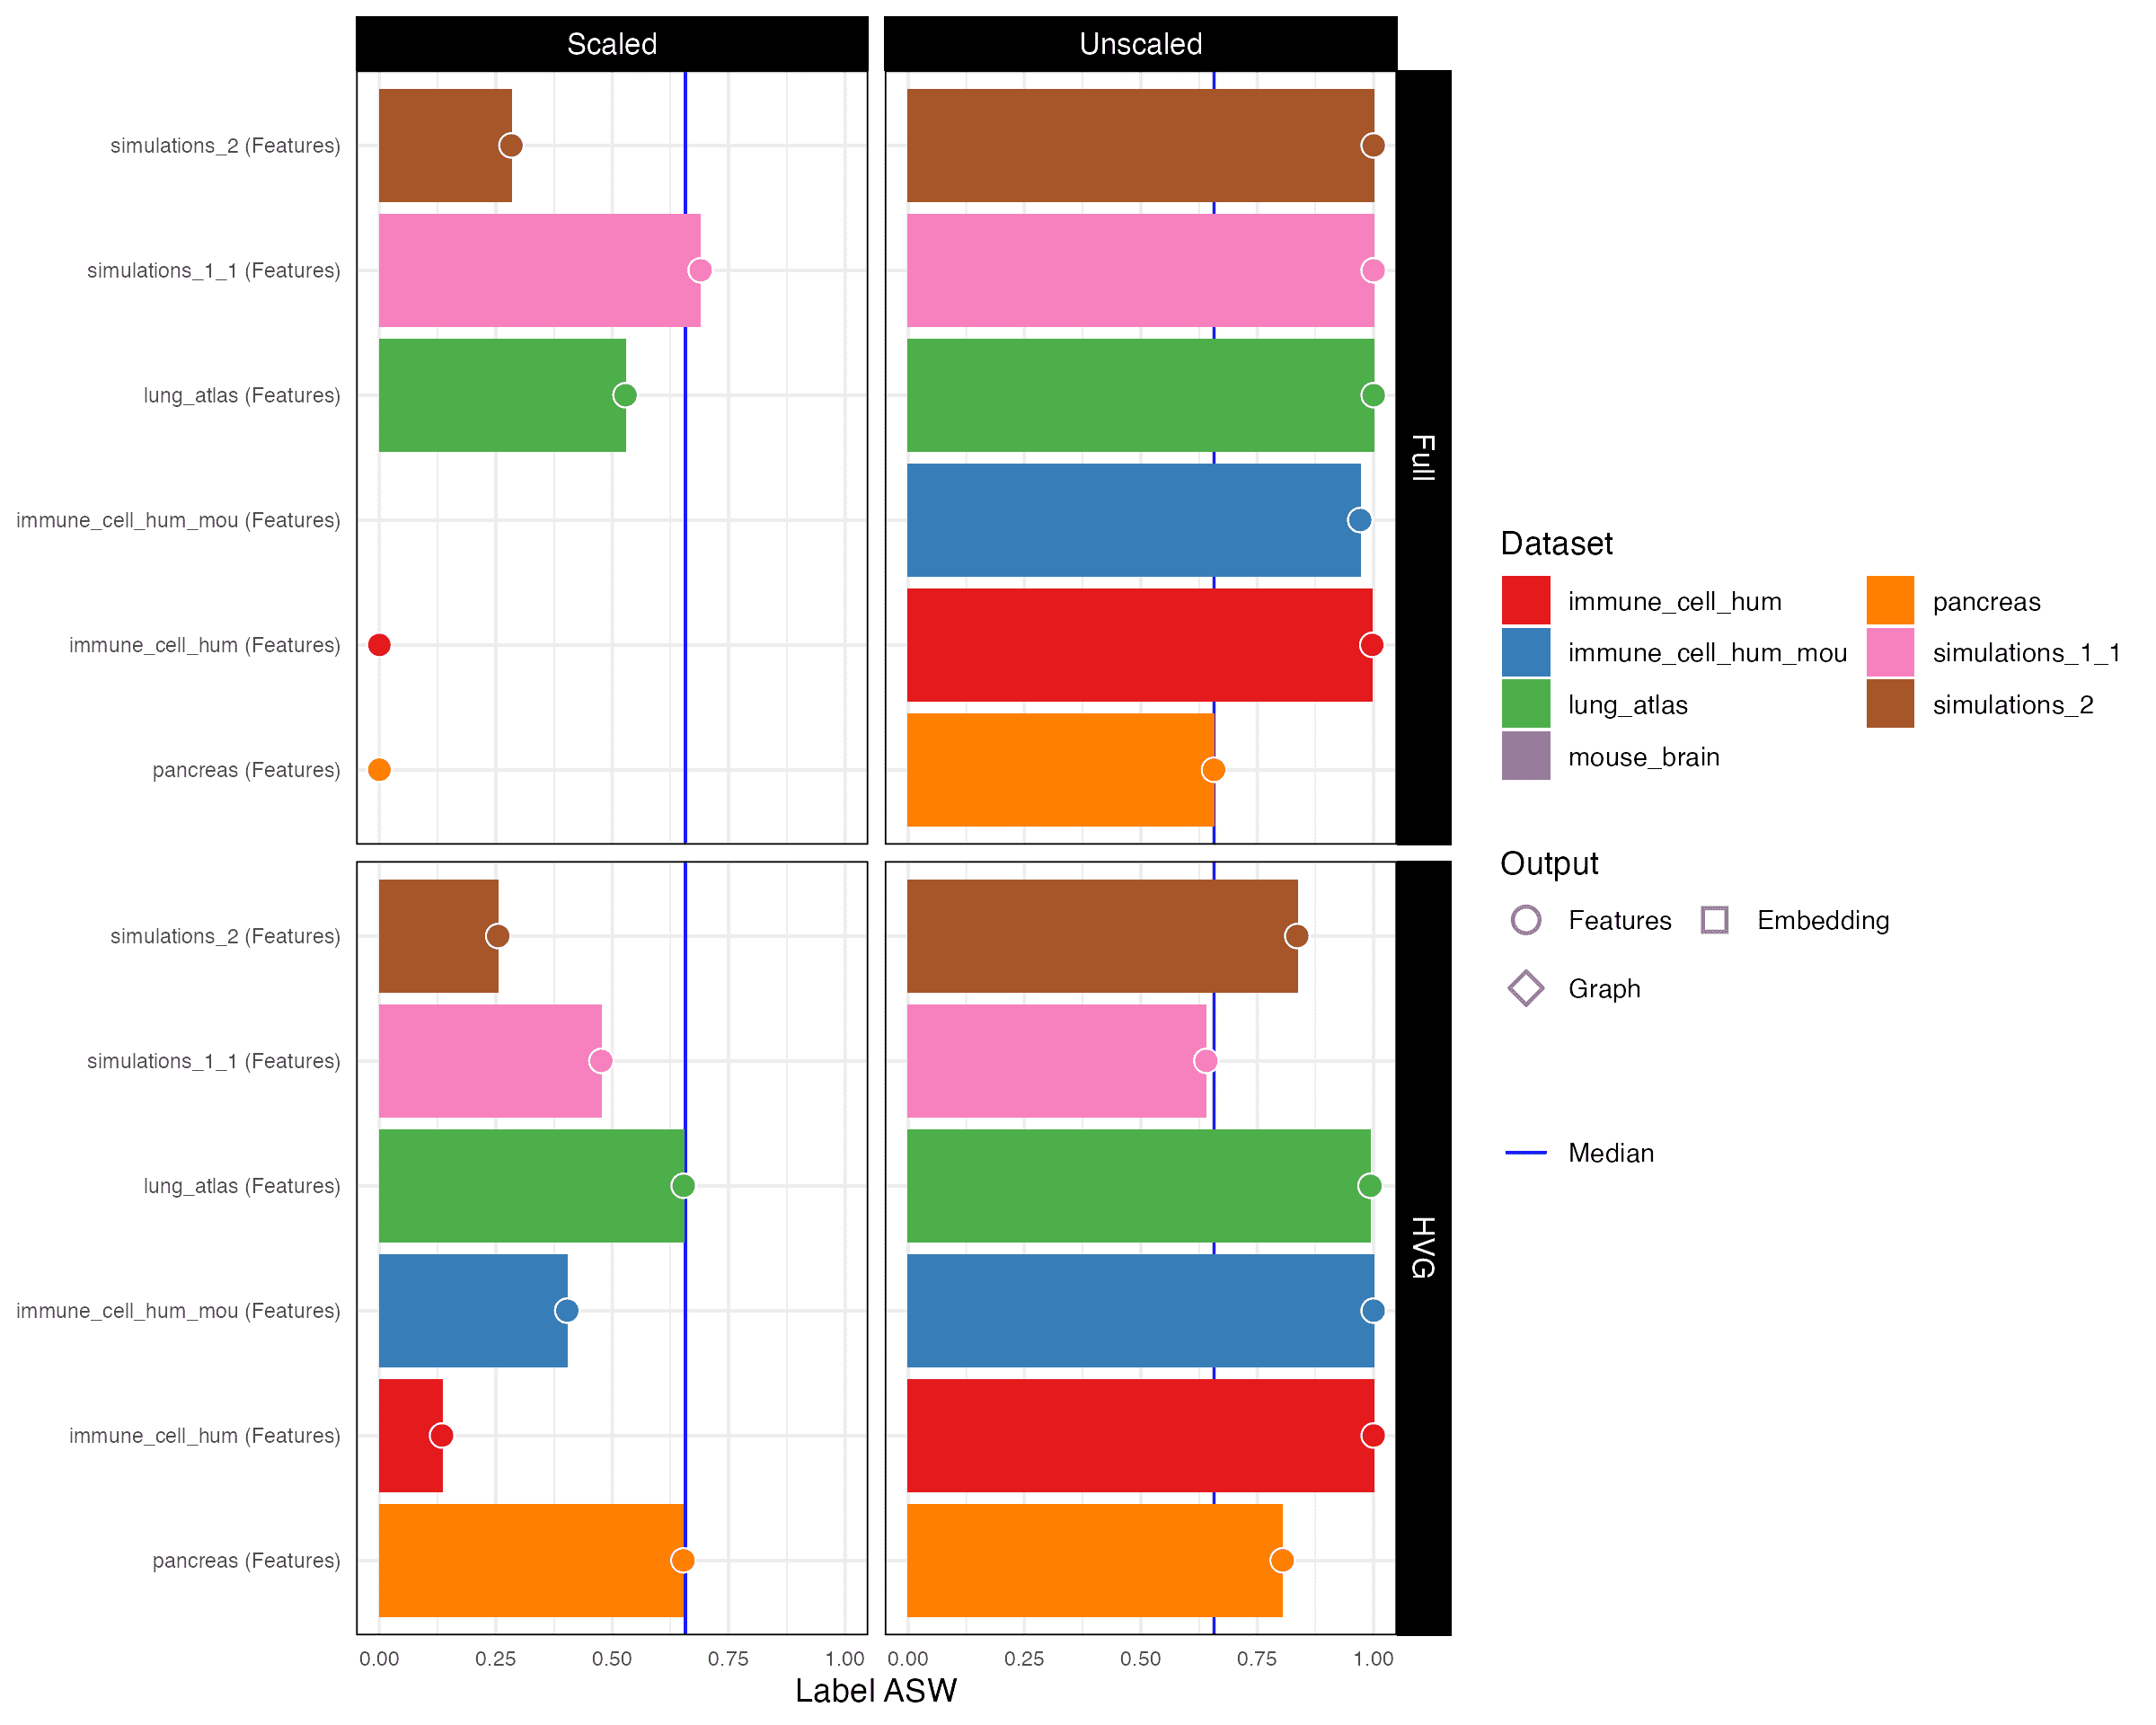 Scaled
Unscaled
simulations_2 (Features)
simulations_1_1 (Features)
lung_atlas (Features)
immune_cell_hum_mou (Features)
immune_cell_hum (Features)
pancreas (Features)
Full
simulations_2 (Features)
simulations_1_1 (Features)
lung_atlas (Features)
immune_cell_hum_mou (Features)
immune_cell_hum (Features)
pancreas (Features)
HVG
0.00 0.25 0.50 0.75 1.00
0.00 0.25 0.50 0.75 1.00
Label ASW
Dataset
immune_cell_hum
immune_cell_hum_mou
lung_atlas
mouse_brain
pancreas
simulations_1_1
simulations_2
Output
Features
Embedding
Graph
Median